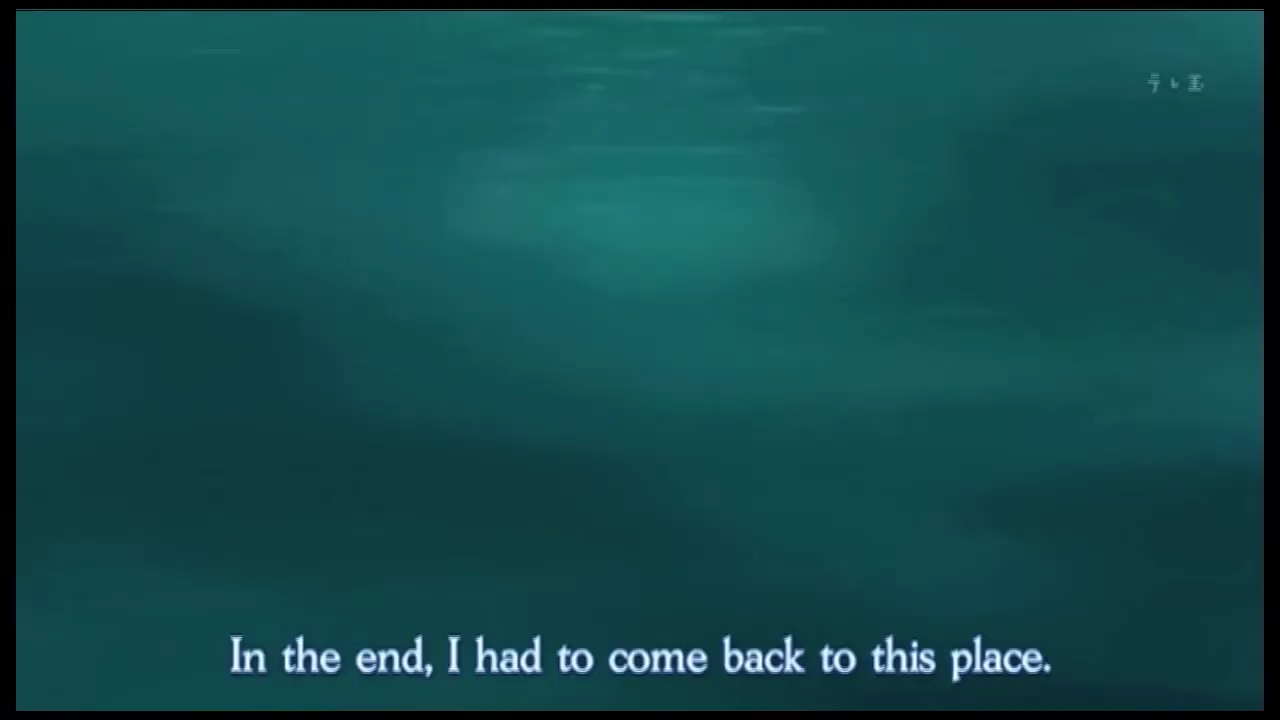 テレ玉
In the end, I had to come back to this place.